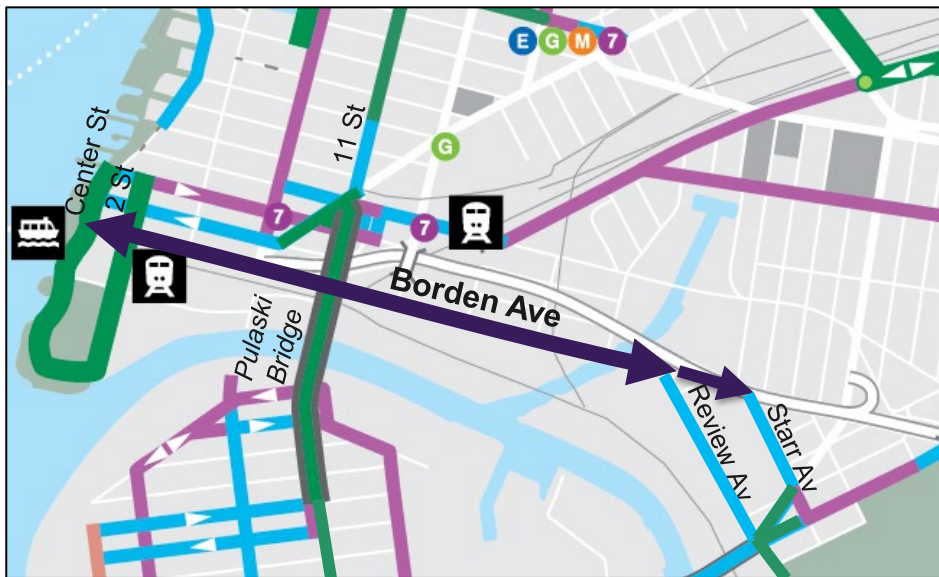 E G M 7
Center St
2 St
11 St
G
7
7
Borden Ave
Pulaski
Bridge
Review Av
Starr Av